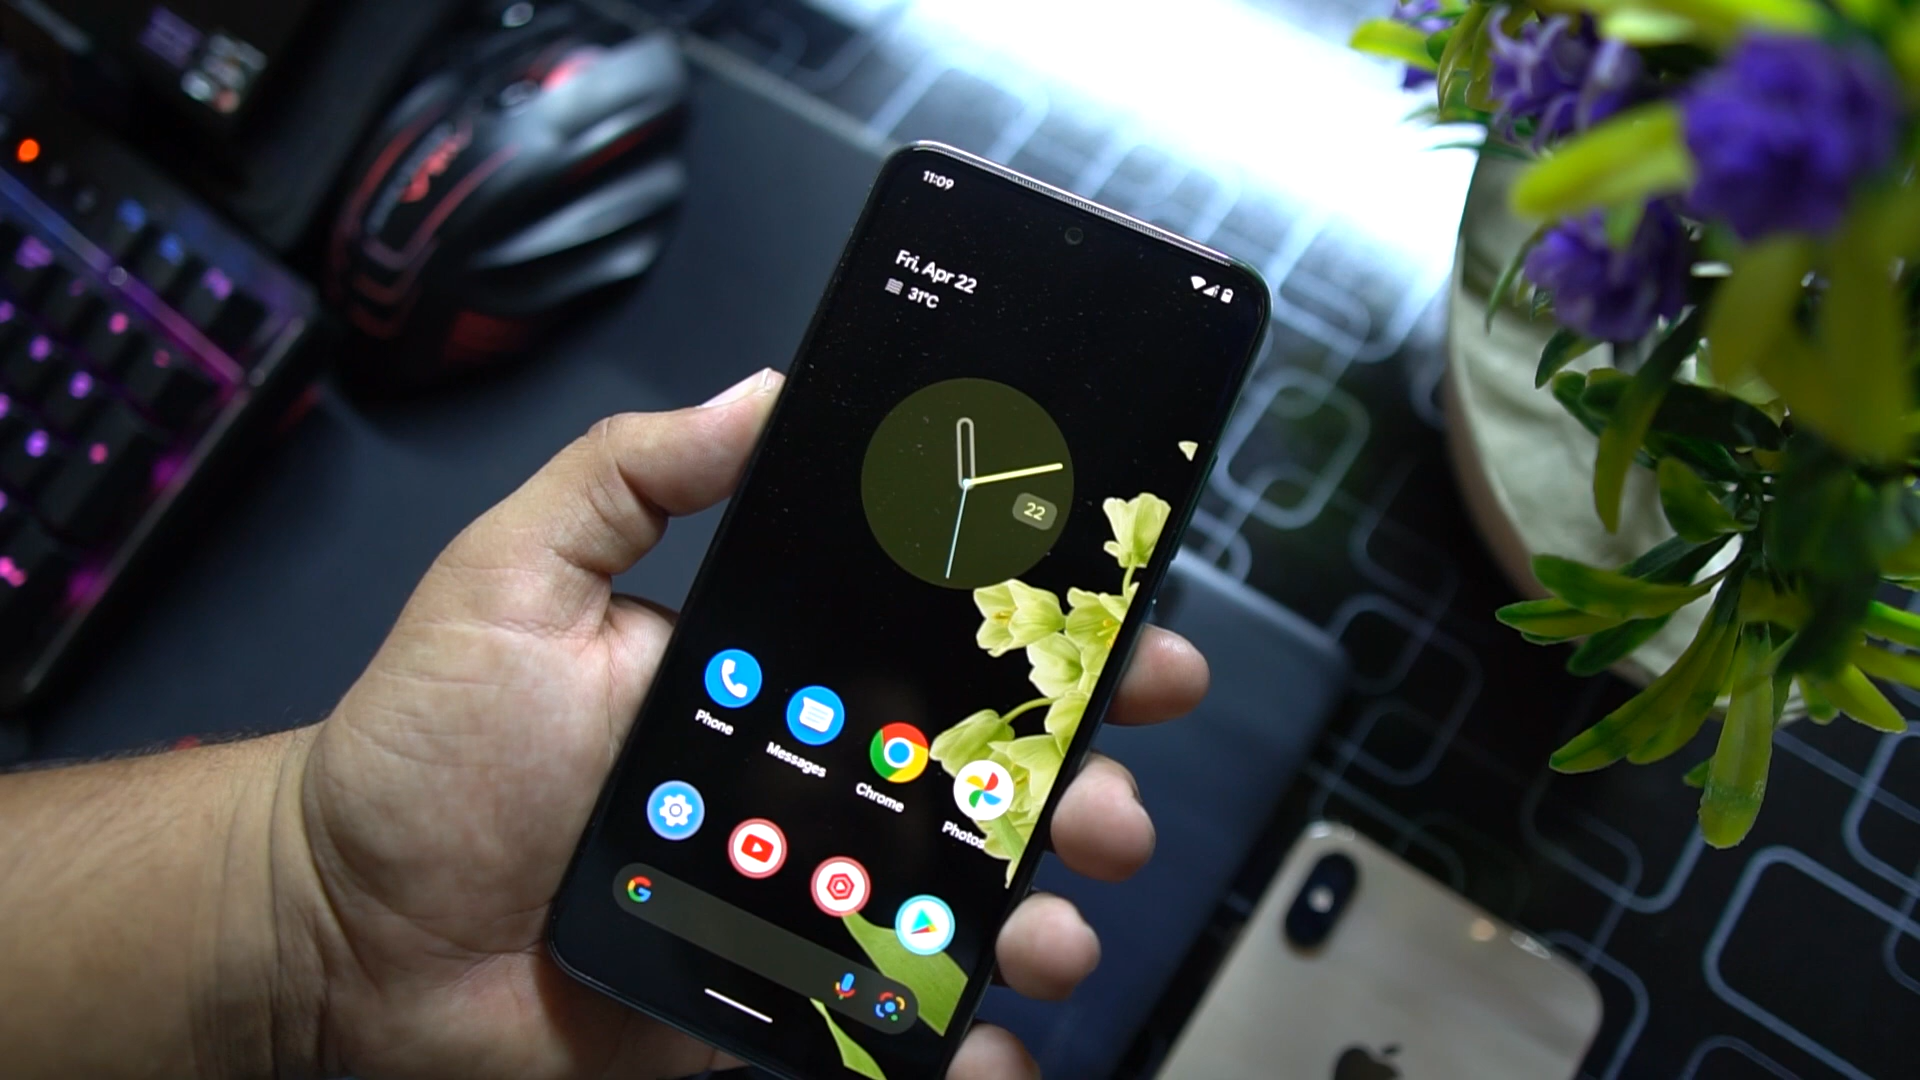 11:09
Fri, Apr 22
31°C
22
Phone
Messages
Chrome
Photos